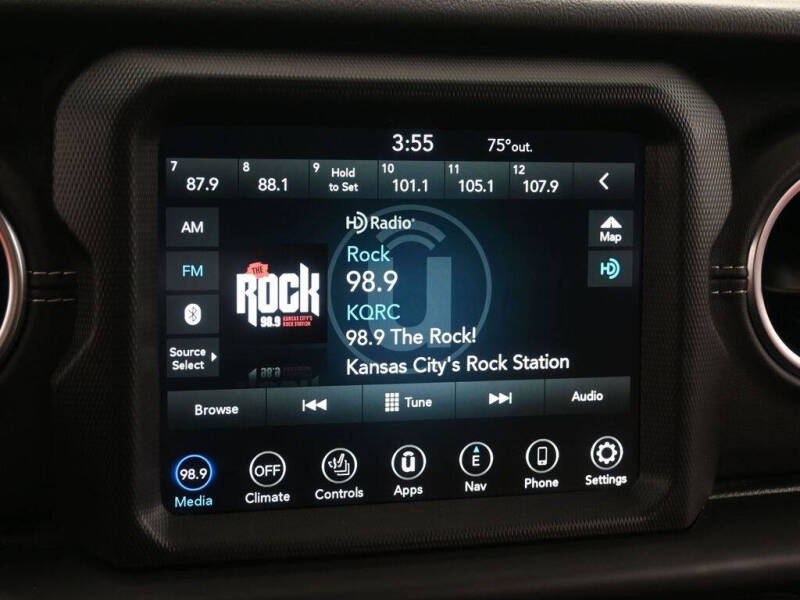 3:55 75°out.
7 87.9 8 88.1 9 Hold to Set 10 101.1 11 105.1 12 107.9
AM
HD Radio
Map
Rock
FM
HD
THE
ROCK
98.9 KANSAS CITY'S
ROCK STATION
98.9
KQRC
98.9 The Rock!
Source
Select
Kansas City's Rock Station
98.9
Browse
Tune
Audio
98.9 OFF E
Media Climate Controls Apps Nav Phone Settings